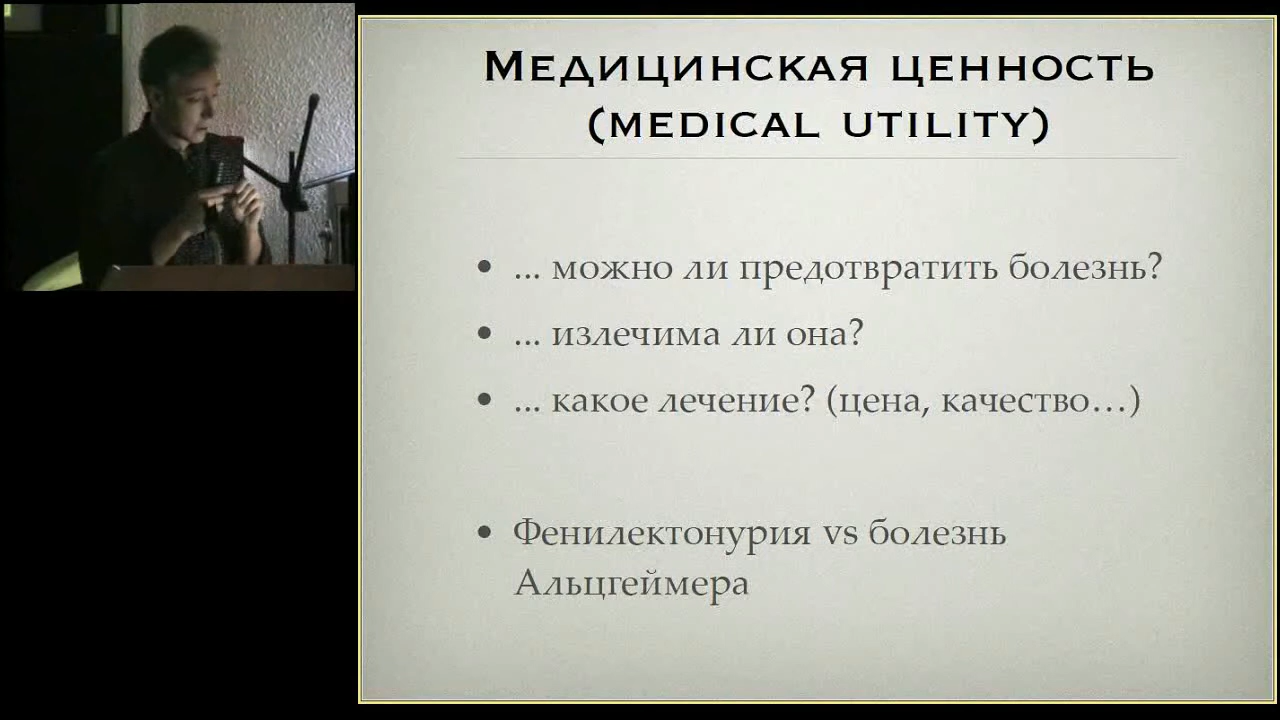 Медицинская ценность
(medical utility)
• ... можно ли предотвратить болезнь?
• ... излечима ли она?
• ... какое лечение? (цена, качество…)
• Фенилектонурия vs болезнь
Альцгеймера